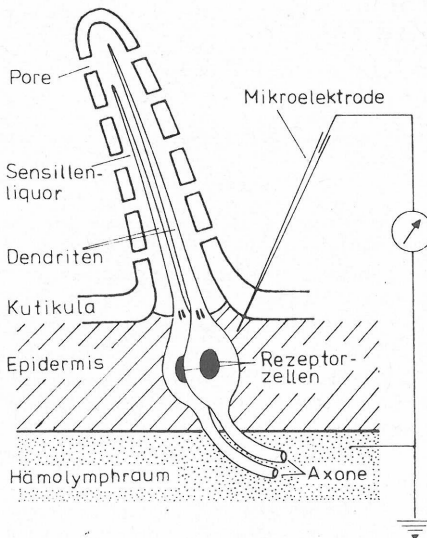 Pore
Mikroelektrode
Sensillen-
liquor
Dendriten
Kutikula
Epidermis
Rezeptor-
zellen
Hämolymphraum
Axone